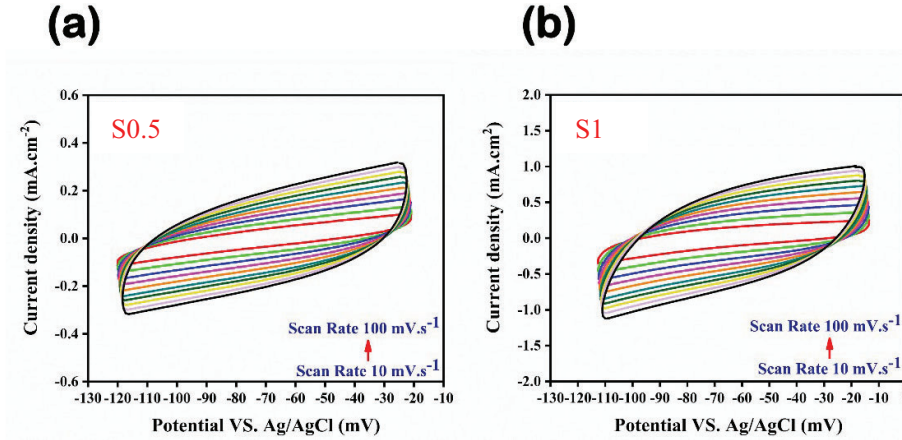 (a)
(b)
S0.5
S1
0.6
0.4
0.2
0.0
-0.2
-0.4
-0.6
Current density (mA.cm-2)
Scan Rate 100 mV.s-1
Scan Rate 10 mV.s-1
-130 -120 -110 -100 -90 -80 -70 -60 -50 -40 -30 -20 -10
Potential VS. Ag/AgCl (mV)
2.0
1.5
1.0
0.5
0.0
-0.5
-1.0
-1.5
-2.0
Current density (mA.cm2)
Scan Rate 100 mV.s-1
Scan Rate 10 mV.s-1
-130 -120 -110 -100 -90 -80 -70 -60 -50 -40 -30 -20 -10 0
Potential VS. Ag/AgCl (mV)